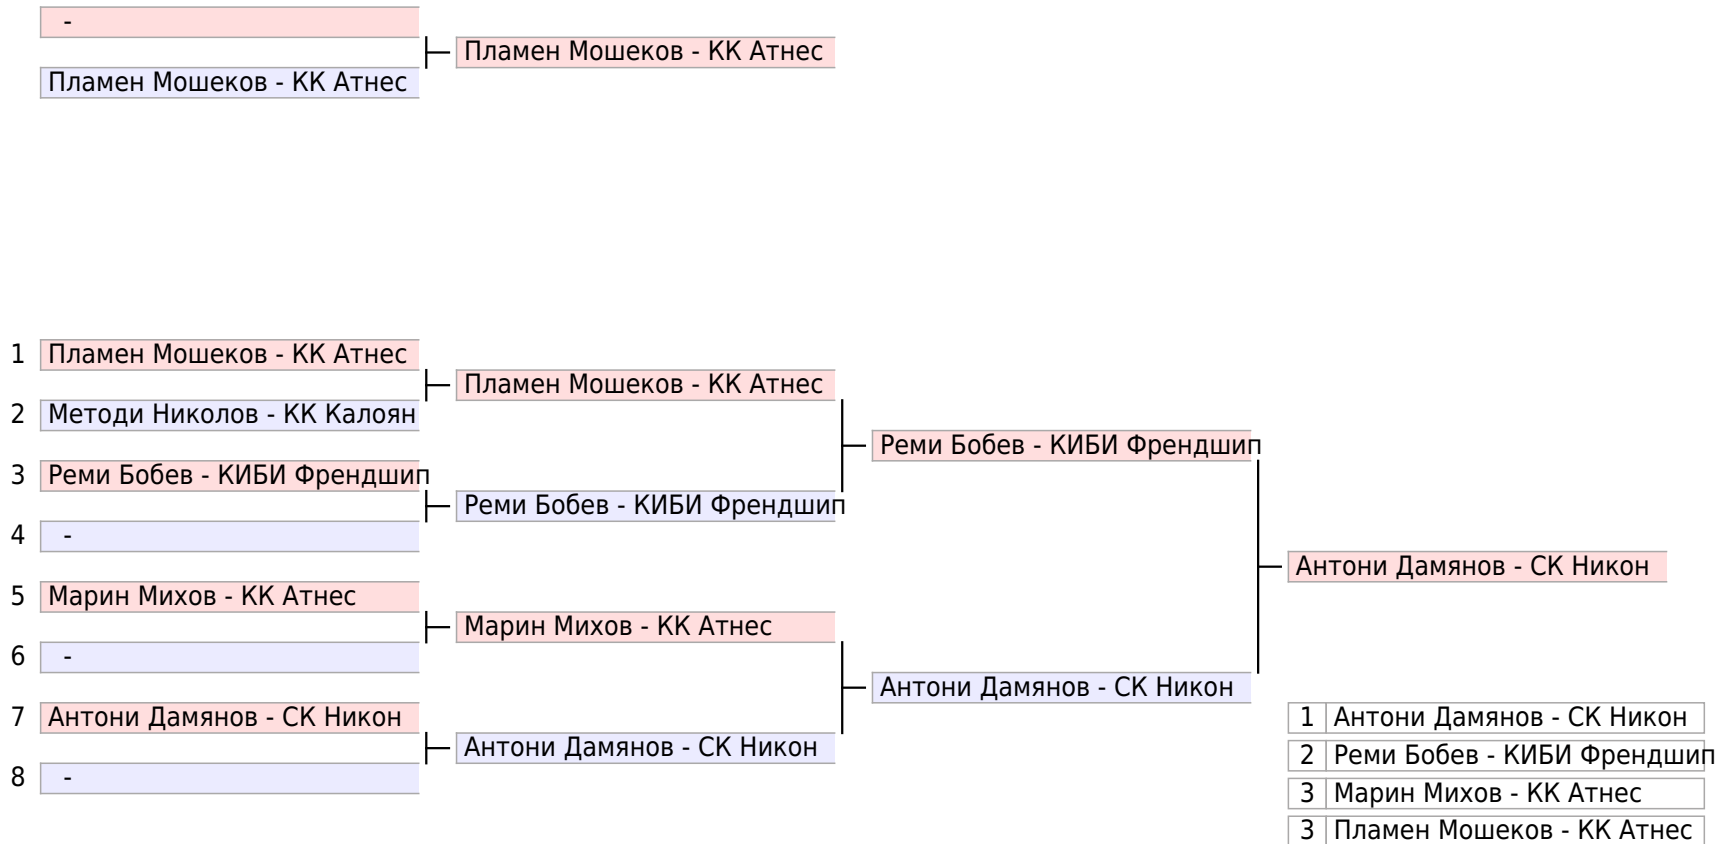 -
Пламен Мошеков - КК Атнес
Пламен Мошеков - КК Атнес
1 Пламен Мошеков - КК Атнес
Пламен Мошеков - КК Атнес
2 Методи Николов - КК Калоян
Реми Бобев - КИБИ Френдшип
3 Реми Бобев - КИБИ Френдшип
Реми Бобев - КИБИ Френдшип
4 -
Антони Дамянов - СК Никон
5 Марин Михов - КК Атнес
Марин Михов - КК Атнес
6 -
Антони Дамянов - СК Никон
7 Антони Дамянов - СК Никон
Антони Дамянов - СК Никон
8 -
1 Антони Дамянов - СК Никон
2 Реми Бобев - КИБИ Френдшип
3 Марин Михов - КК Атнес
3 Пламен Мошеков - КК Атнес